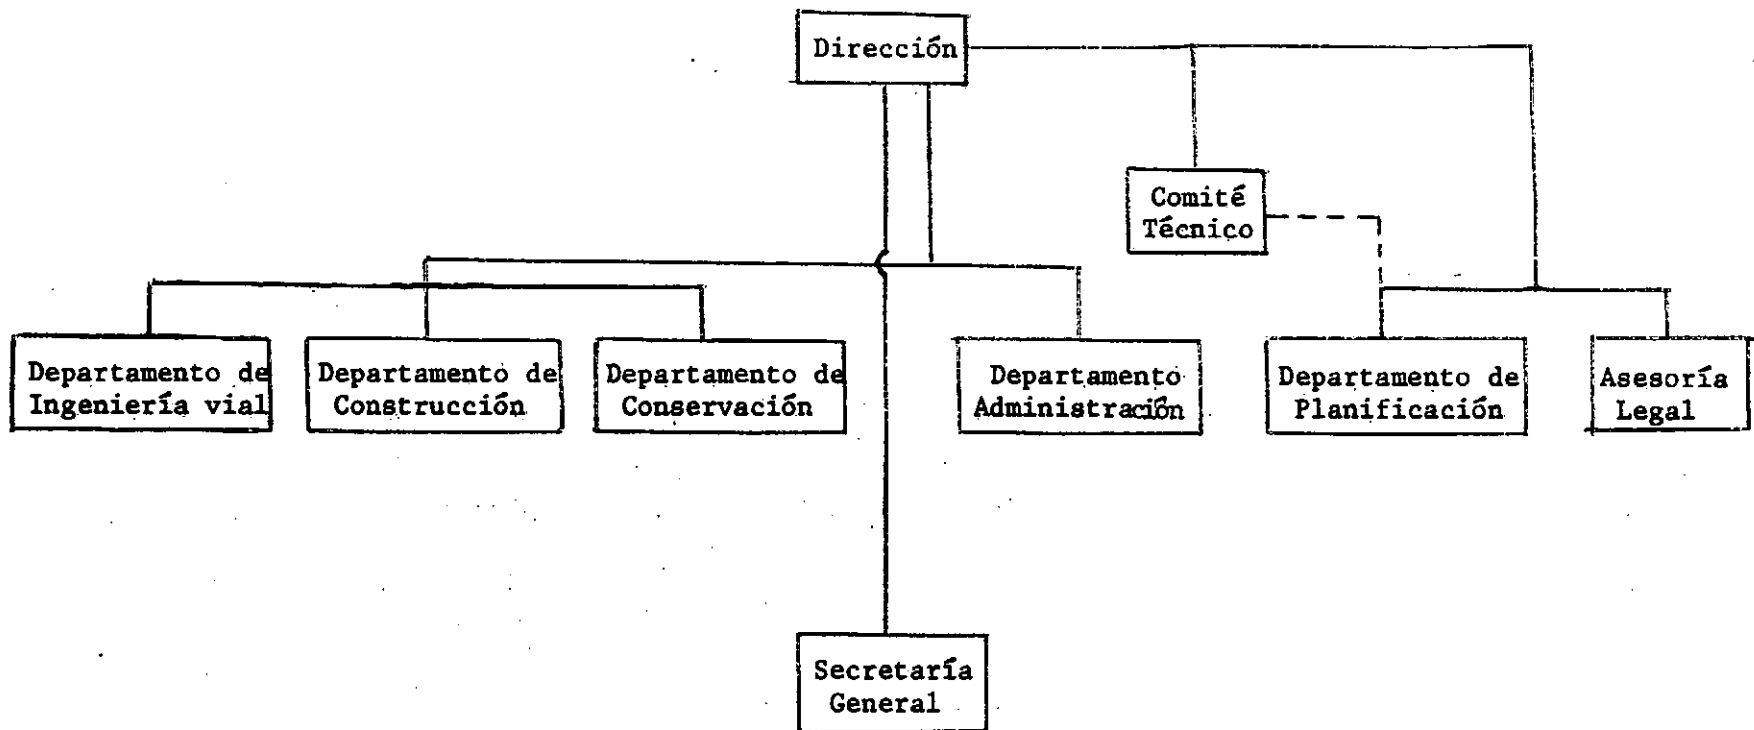 Dirección
Comité
Técnico
Departamento de
Ingeniería vial
Departamento de
Construcción
Departamento de
Conservación
Departamento
Administración
Departamento de
Planificación
Asesoría
Legal
Secretaría
General